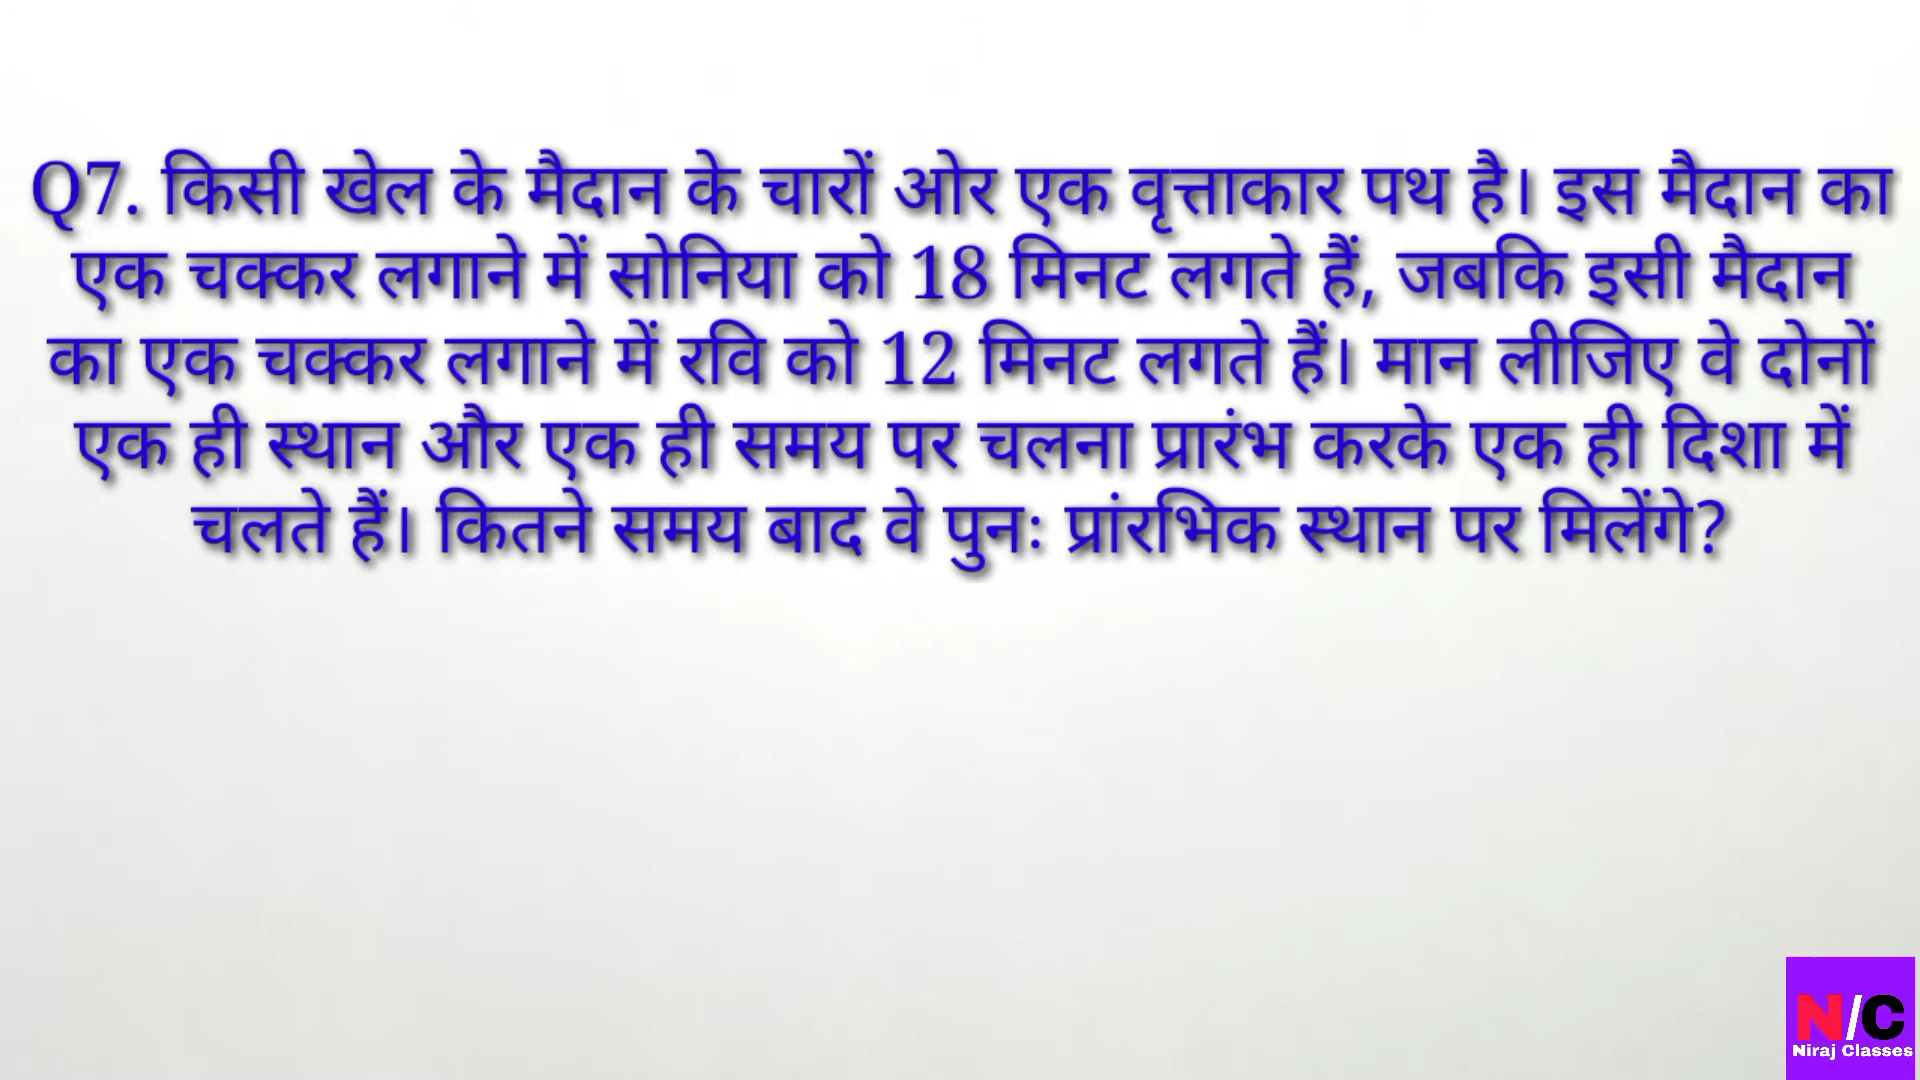 Q7. किसी खेल के मैदान के चारों ओर एक वृत्ताकार पथ है। इस मैदान का
एक चक्कर लगाने में सोनिया को 18 मिनट लगते हैं, जबकि इसी मैदान
का एक चक्कर लगाने में रवि को 12 मिनट लगते हैं। मान लीजिए वे दोनों
एक ही स्थान और एक ही समय पर चलना प्रारंभ करके एक ही दिशा में
चलते हैं। कितने समय बाद वे पुनः प्रांरभिक स्थान पर मिलेंगे?
N/C
Niraj Classes